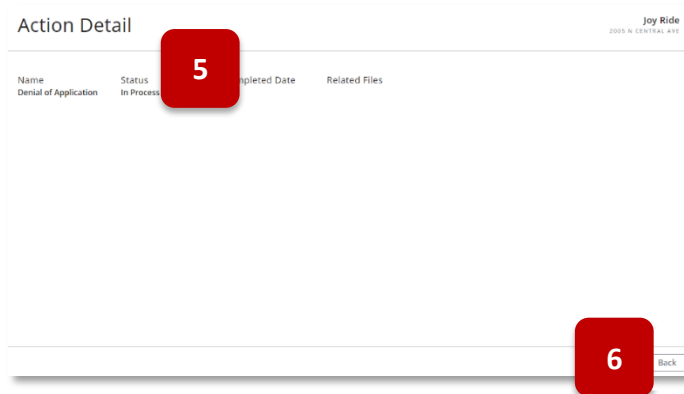 Action Detail
Joy Ride
2005 N CENTRAL AVE
5
Name Status mpleted Date Related Files
Denial of Application In Process
6
Back